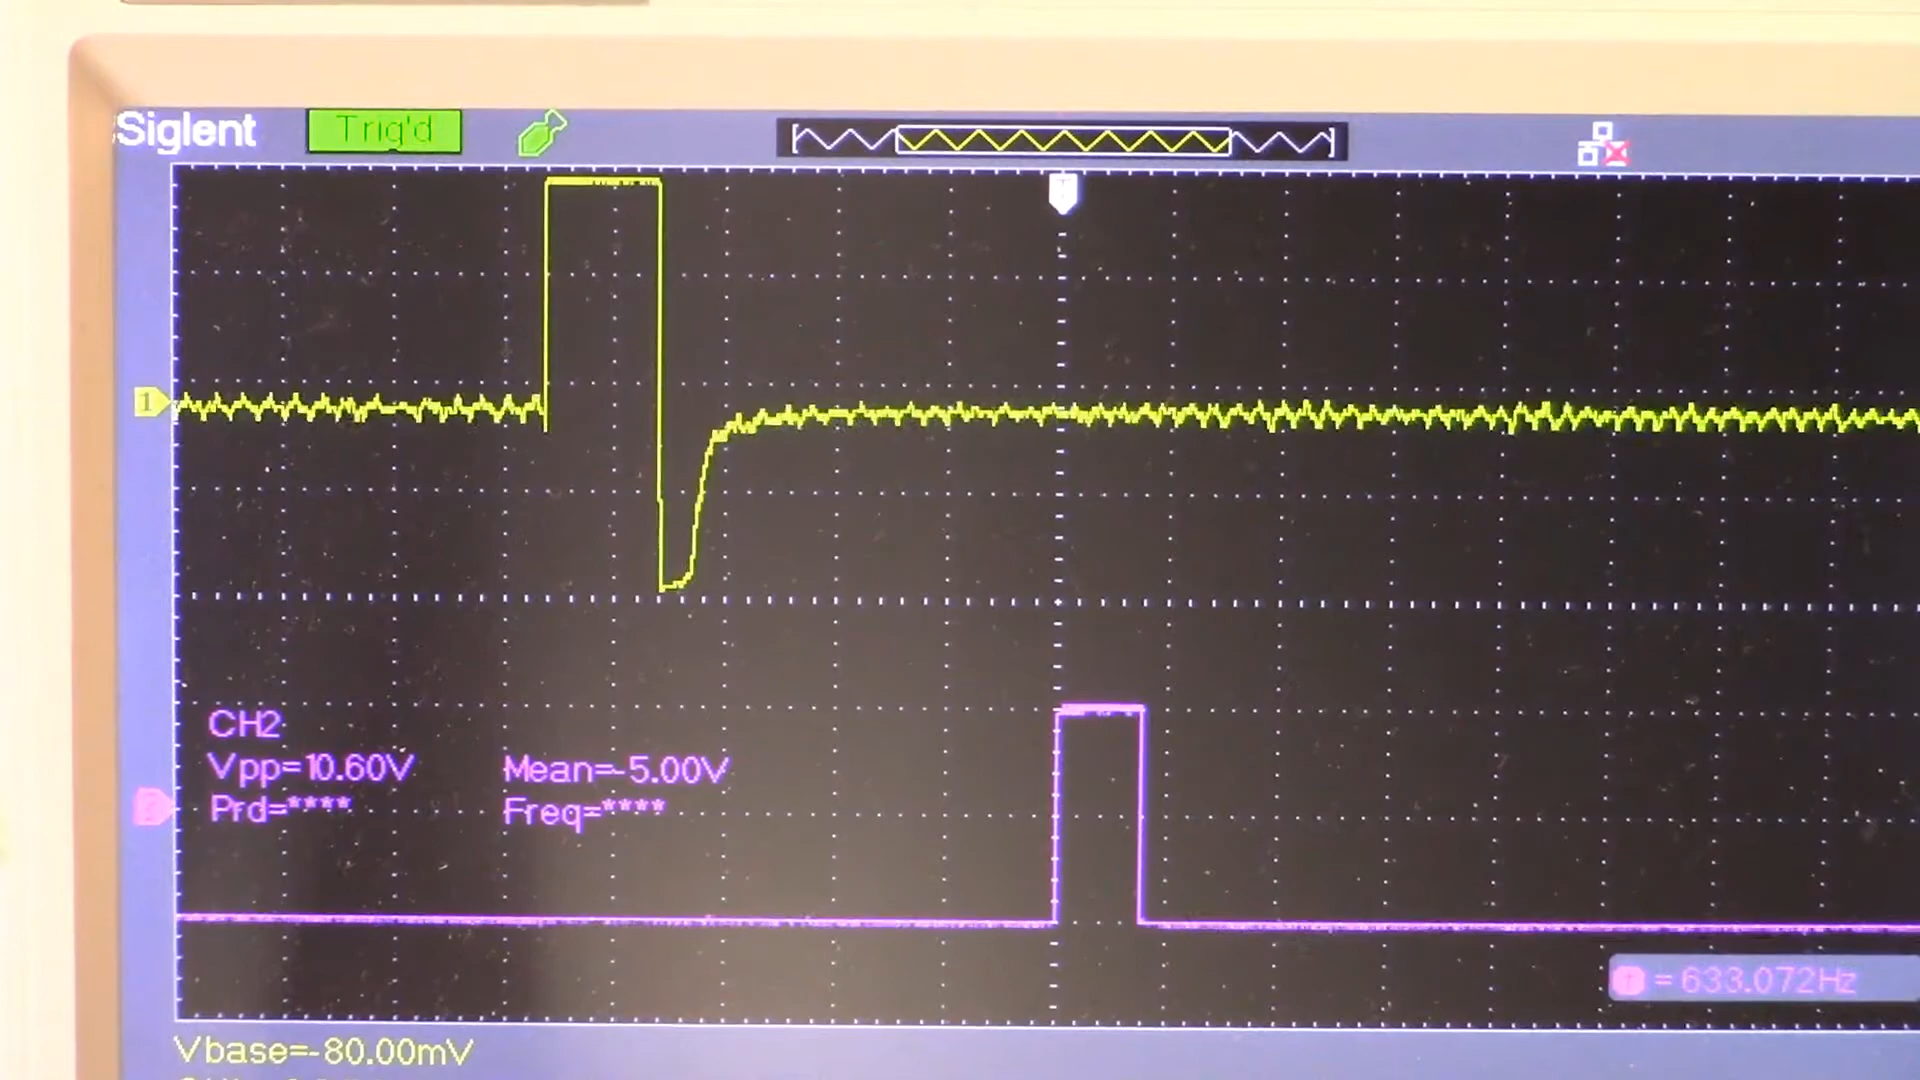 Siglent Trig'd
1
CH2
Vpp=10.60V Mean=-5.00V
Prd=**** Freq=****
= 633.072Hz
Vbase=-80.00mV